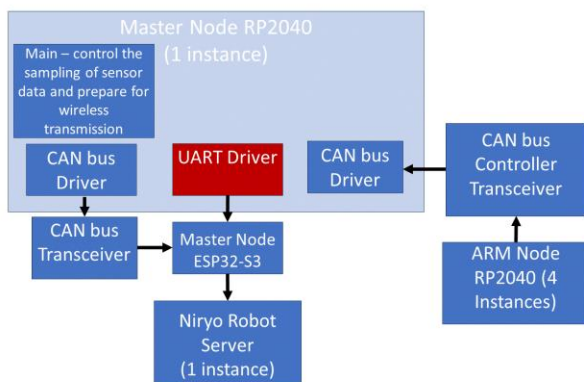 Master Node RP2040
(1 instance)
Main – control the
sampling of sensor
data and prepare for
wireless
transmission
CAN bus
Driver
UART Driver
CAN bus
Driver
CAN bus
Controller
Transceiver
CAN bus
Transceiver
Master Node
ESP32-S3
ARM Node
RP2040 (4
Instances)
Niryo Robot
Server
(1 instance)